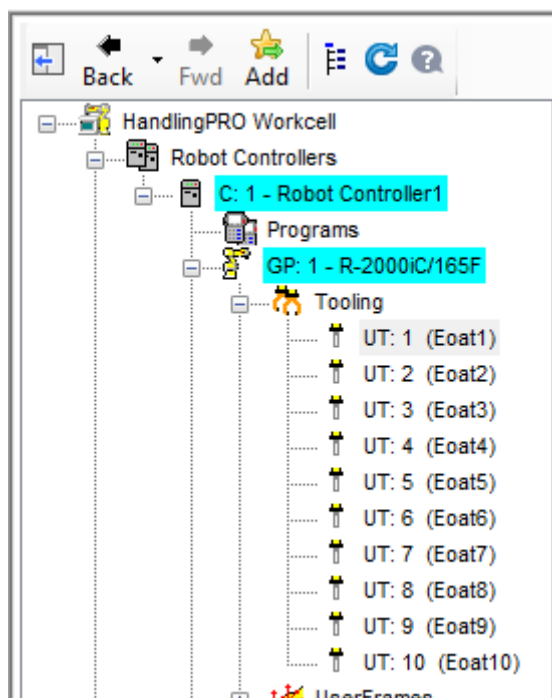 Back Fwd Add
HandlingPRO Workcell
Robot Controllers
C: 1 - Robot Controller1
Programs
GP: 1 - R-2000iC/165F
Tooling
UT: 1 (Eoat1)
UT: 2 (Eoat2)
UT: 3 (Eoat3)
UT: 4 (Eoat4)
UT: 5 (Eoat5)
UT: 6 (Eoat6)
UT: 7 (Eoat7)
UT: 8 (Eoat8)
UT: 9 (Eoat9)
UT: 10 (Eoat10)
UserFrames